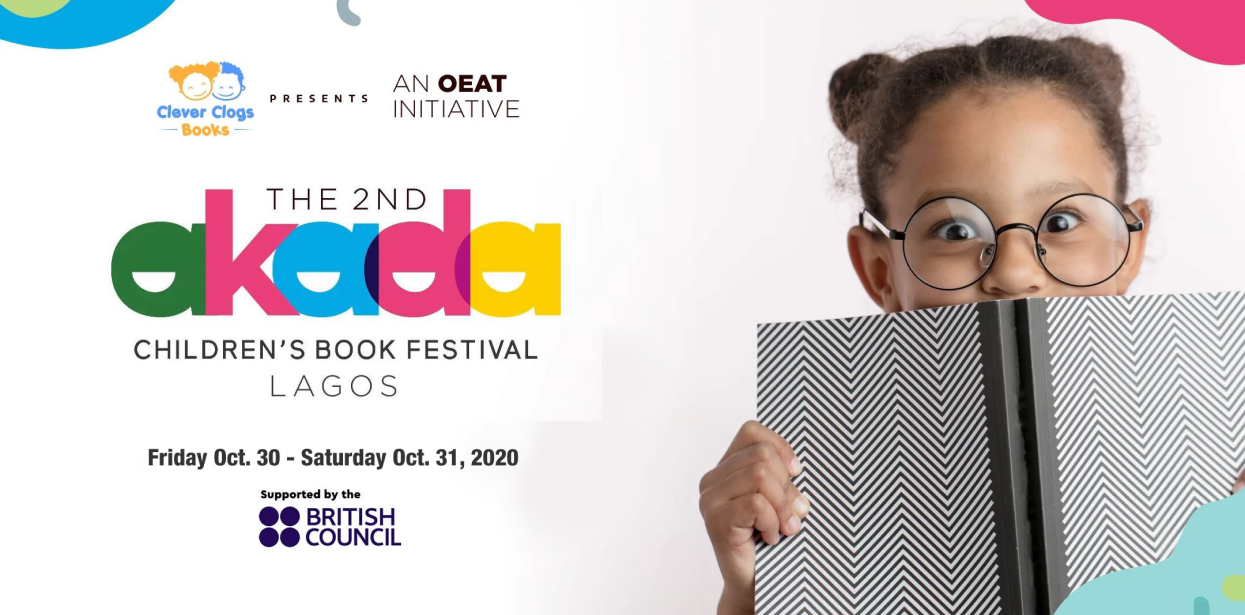 Clever Clogs
Books
PRESENTS
AN OEAT
INITIATIVE
THE 2ND
akada
CHILDREN'S BOOK FESTIVAL
LAGOS
Friday Oct. 30 - Saturday Oct. 31, 2020
Supported by the
BRITISH
COUNCIL